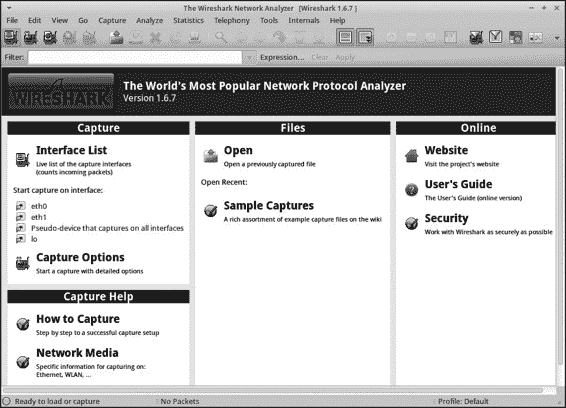 The Wireshark Network Analyzer [Wireshark 1.6.7 ]
File Edit View Go Capture Analyze Statistics Telephony Tools Internals Help
Filter: Expression... Clear Apply
WIRESHARK
The World's Most Popular Network Protocol Analyzer
Version 1.6.7
Capture
Interface List
Live list of the capture interfaces
(counts incoming packets)
Start capture on interface:
eth0
eth1
Pseudo-device that captures on all interfaces
lo
Capture Options
Start a capture with detailed options
Capture Help
How to Capture
Step by step to a successful capture setup
Network Media
Specific information for capturing on:
Ethernet, WLAN, ...
Files
Open
Open a previously captured file
Open Recent:
Sample Captures
A rich assortment of example capture files on the wiki
Online
Website
Visit the project's website
User's Guide
The User's Guide (online version)
Security
Work with Wireshark as securely as possible
Ready to load or capture No Packets Profile: Default